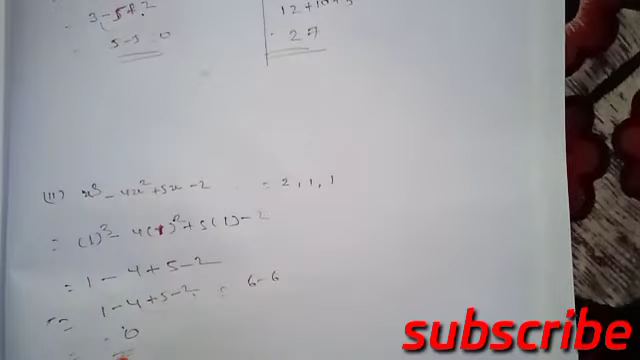 5-5 0
27
(III) x³ - 4x² + 5x - 2 = 2, 1, 1
= (1)³ - 4(1)² + 5(1) - 2
= 1 - 4 + 5 - 2
= 1 - 4 + 5 - 2 = 6 - 6
= 0
subscribe